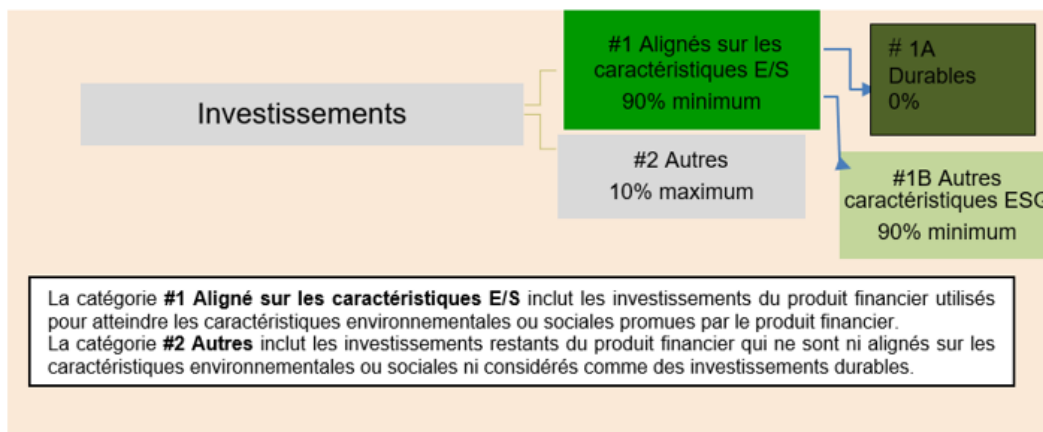 Investissements
#1 Alignés sur les
caractéristiques E/S
90% minimum
#2 Autres
10% maximum
# 1A
Durables
0%
#1B Autres
caractéristiques ESG
90% minimum
La catégorie #1 Aligné sur les caractéristiques E/S inclut les investissements du produit financier utilisés
pour atteindre les caractéristiques environnementales ou sociales promues par le produit financier.
La catégorie #2 Autres inclut les investissements restants du produit financier qui ne sont ni alignés sur les
caractéristiques environnementales ou sociales ni considérés comme des investissements durables.